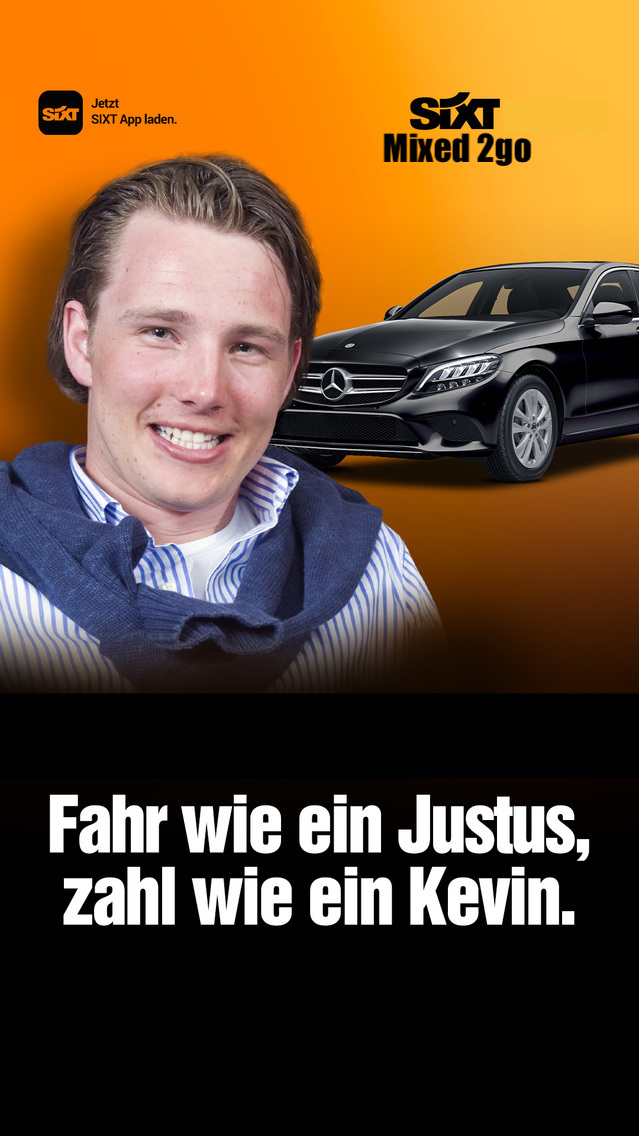 SIXT
Jetzt
SIXT App laden.
SIXT
Mixed 2go
Fahr wie ein Justus,
zahl wie ein Kevin.